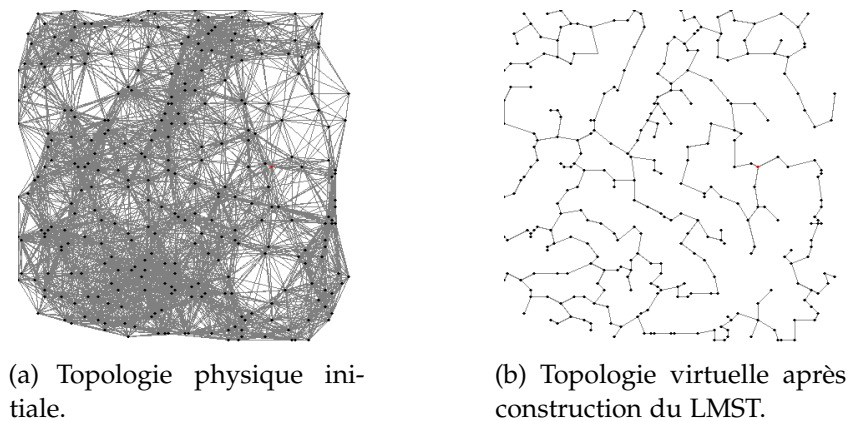 (a) Topologie physique ini-
tiale.
(b) Topologie virtuelle après
construction du LMST.